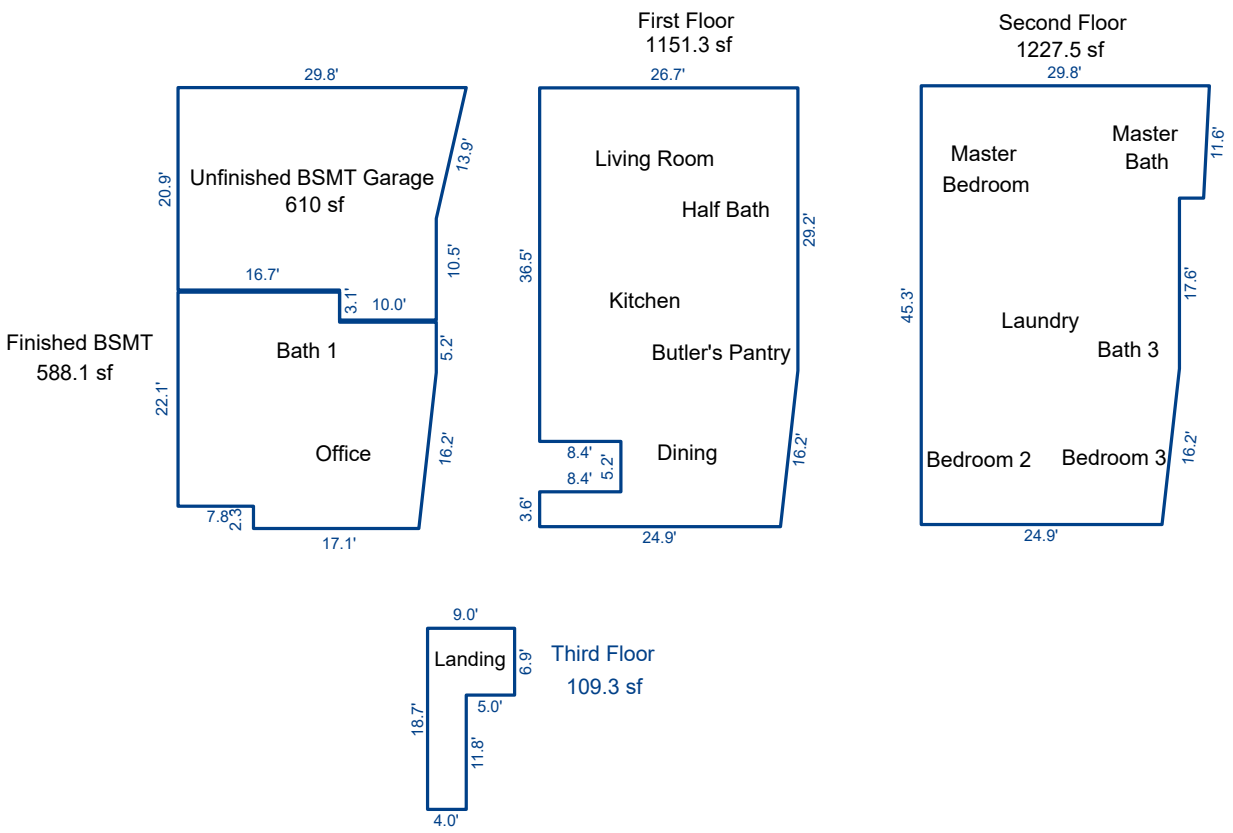 First Floor
1151.3 sf
26.7'
Second Floor
1227.5 sf
29.8'
29.8'
20.9'
Unfinished BSMT Garage
610 sf
13.9'
10.5'
16.7'
3.1'
10.0'
Finished BSMT
588.1 sf
22.1'
Bath 1
5.2'
Office
16.2'
7.8'
2.3'
17.1'
Living Room
Half Bath
36.5'
29.2'
Kitchen
Butler's Pantry
8.4'
8.4'
5.2'
Dining
16.2'
3.6'
24.9'
Master
Bedroom
Master
Bath
11.6'
45.3'
17.6'
Laundry
Bath 3
Bedroom 2
Bedroom 3
16.2'
24.9'
9.0'
Landing
6.9'
Third Floor
109.3 sf
18.7'
5.0'
11.8'
4.0'